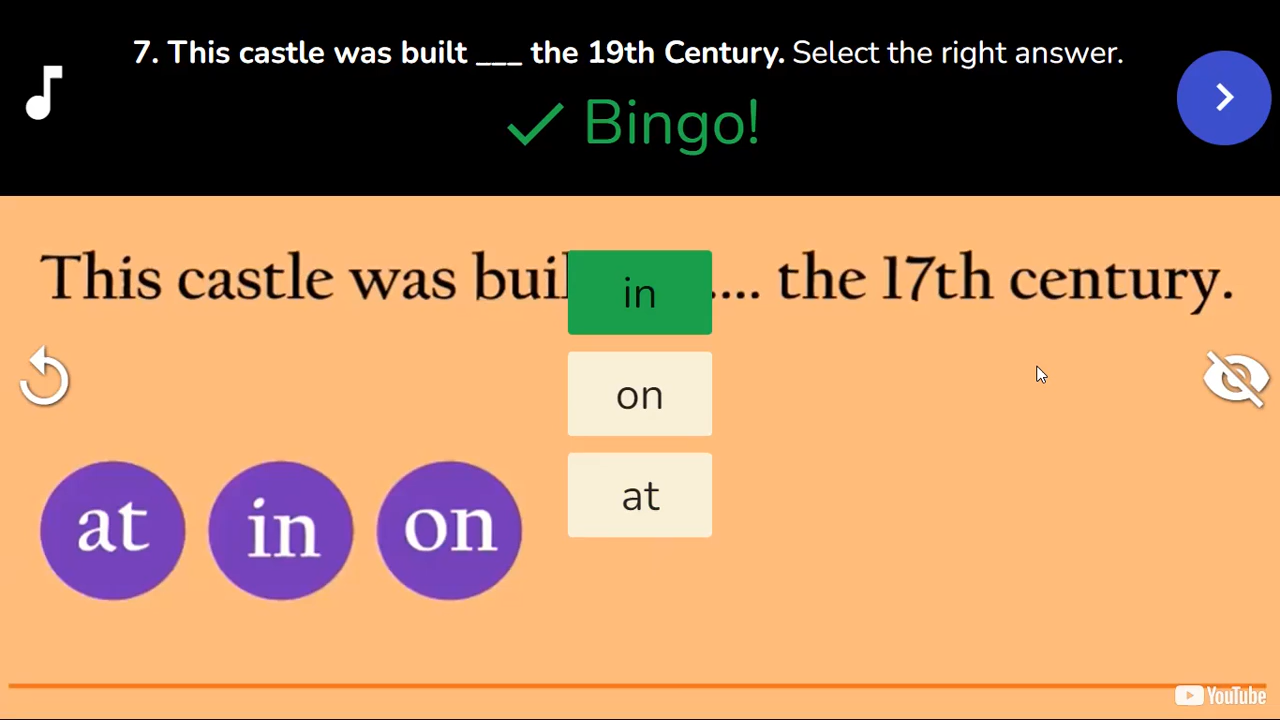 7. This castle was built ___ the 19th Century. Select the right answer.
Bingo!
This castle was buil .... the 17th century.
in
on
at
at in on
YouTube